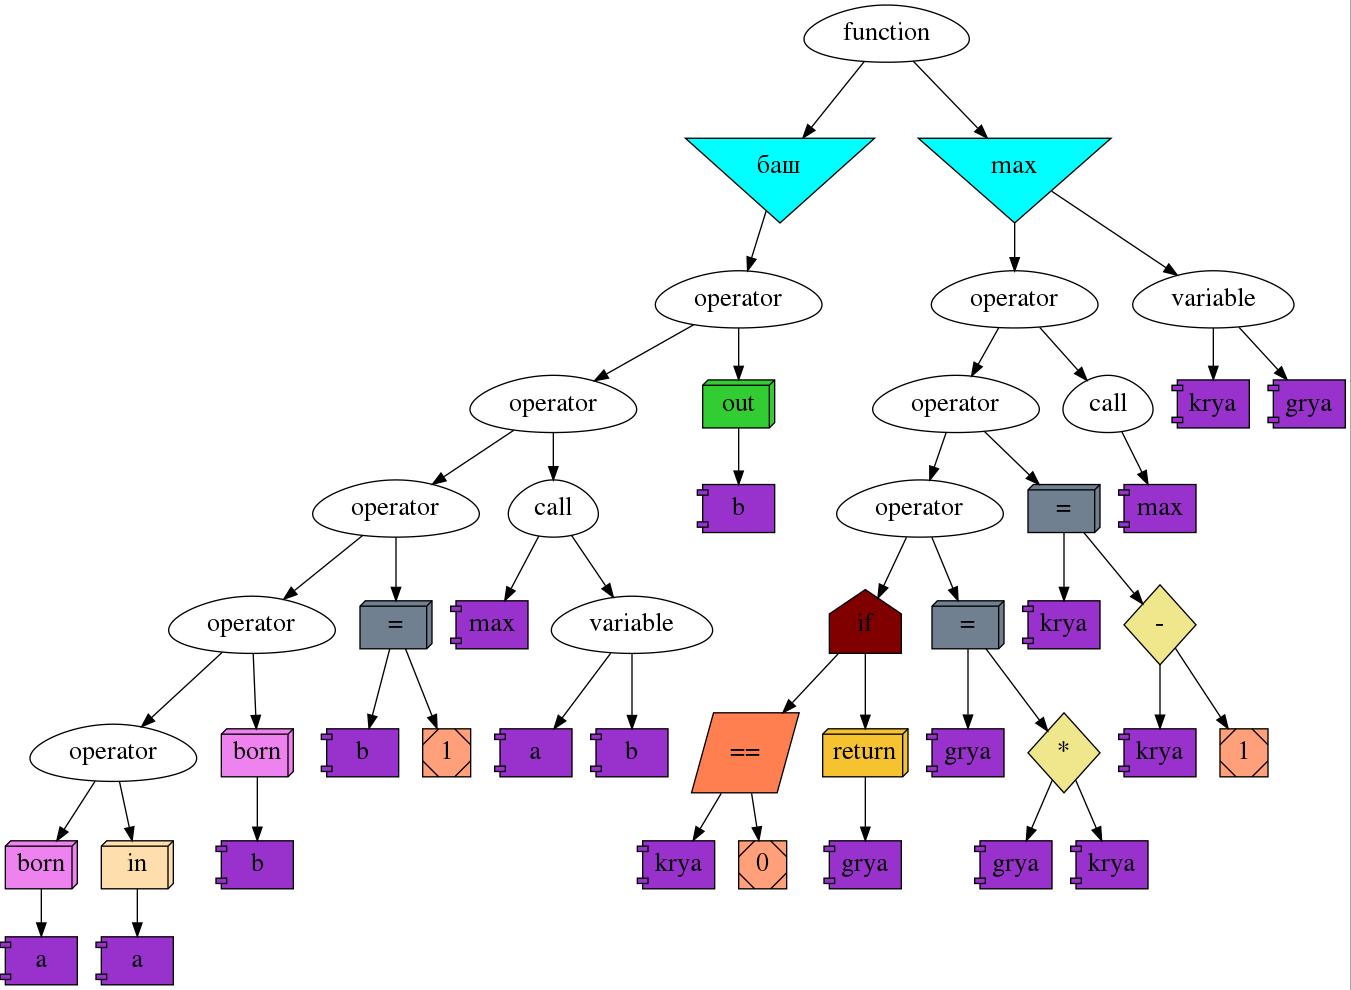 function
баш max
operator operator variable
operator out operator call krya grya
operator call b operator = max
operator = max variable if = krya -
operator born b 1 a b == return grya * krya 1
born in b krya 0 grya grya krya
a a